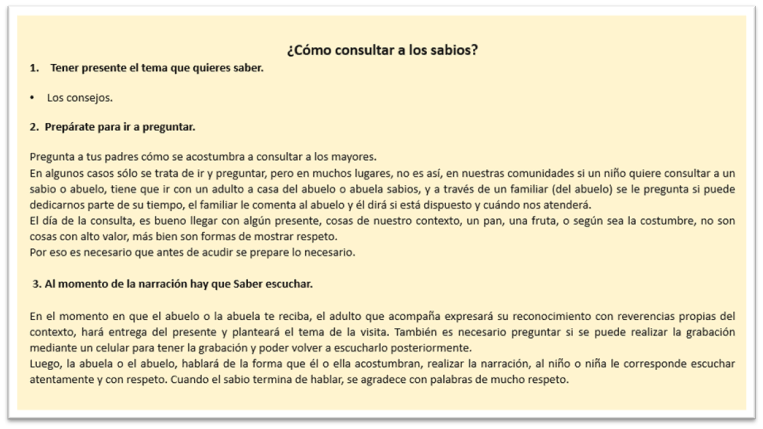 ¿Cómo consultar a los sabios?
1. Tener presente el tema que quieres saber.
• Los consejos.
2. Prepárate para ir a preguntar.
Pregunta a tus padres cómo se acostumbra a consultar a los mayores.
En algunos casos sólo se trata de ir y preguntar, pero en muchos lugares, no es así, en nuestras comunidades si un niño quiere consultar a un
sabio o abuelo, tiene que ir con un adulto a casa del abuelo o abuela sabios, y a través de un familiar (del abuelo) se le pregunta si puede
dedicarnos parte de su tiempo, el familiar le comenta al abuelo y él dirá si está dispuesto y cuándo nos atenderá.
El día de la consulta, es bueno llegar con algún presente, cosas de nuestro contexto, un pan, una fruta, o según sea la costumbre, no son
cosas con alto valor, más bien son formas de mostrar respeto.
Por eso es necesario que antes de acudir se prepare lo necesario.
3. Al momento de la narración hay que Saber escuchar.
En el momento en que el abuelo o la abuela te reciba, el adulto que acompaña expresará su reconocimiento con reverencias propias del
contexto, hará entrega del presente y planteará el tema de la visita. También es necesario preguntar si se puede realizar la grabación
mediante un celular para tener la grabación y poder volver a escucharlo posteriormente.
Luego, la abuela o el abuelo, hablará de la forma que él o ella acostumbran, realizar la narración, al niño o niña le corresponde escuchar
atentamente y con respeto. Cuando el sabio termina de hablar, se agradece con palabras de mucho respeto.